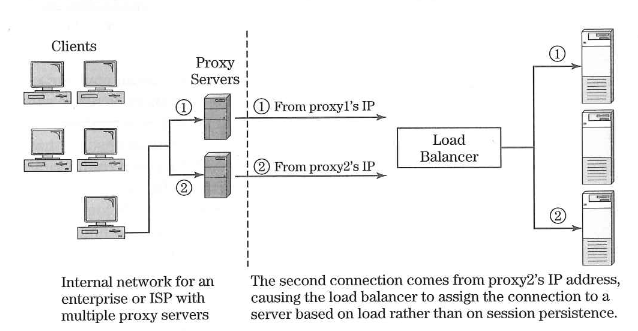 Clients
Proxy
Servers
① ① From proxy1's IP
② ② From proxy2's IP
Load
Balancer
①
②
Internal network for an
enterprise or ISP with
multiple proxy servers
The second connection comes from proxy2's IP address,
causing the load balancer to assign the connection to a
server based on load rather than on session persistence.